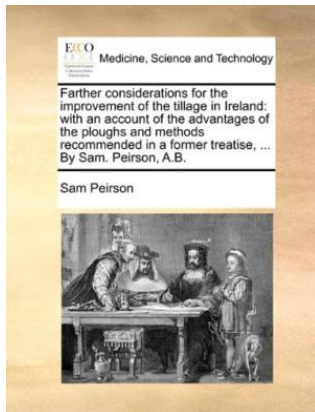 ECCO
Medicine, Science and Technology
Farther considerations for the
improvement of the tillage in Ireland:
with an account of the advantages of
the ploughs and methods
recommended in a former treatise, ...
By Sam. Peirson, A.B.
Sam Peirson